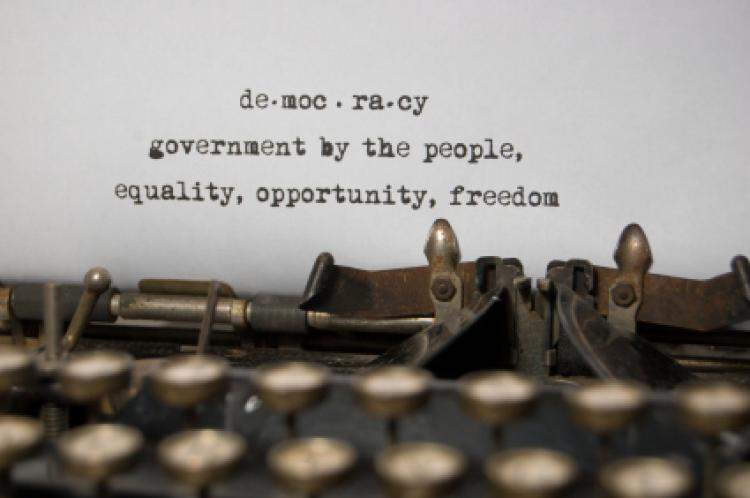 de·moc . ra·cy
government by the people,
equality, opportunity, freedom